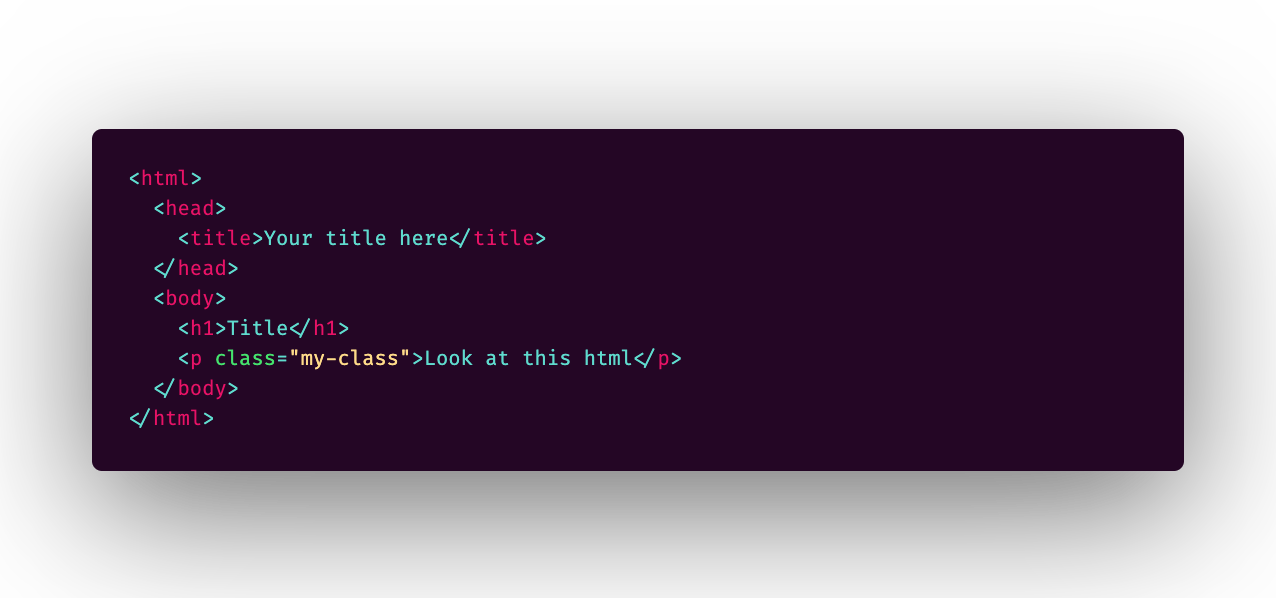 <html>
  <head>
    <title>Your title here</title>
  </head>
  <body>
    <h1>Title</h1>
    <p class="my-class">Look at this html</p>
  </body>
</html>